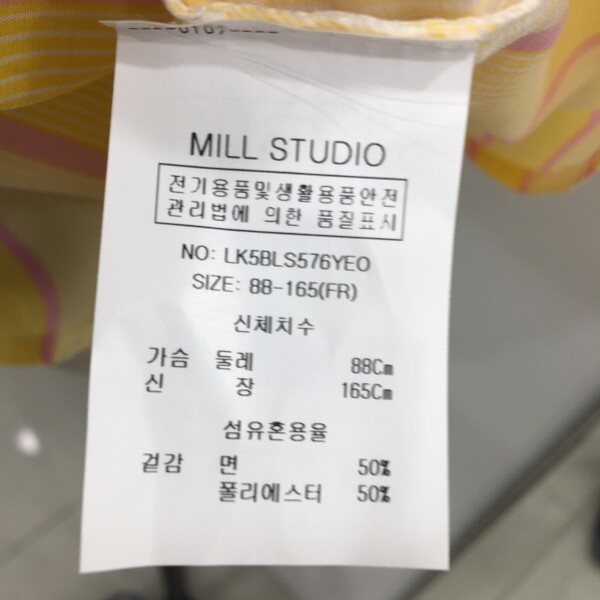 ----0107----
MILL STUDIO
전기용품및생활용품안전
관리법에 의한 품질표시
NO: LK5BLS576YEO
SIZE: 88-165(FR)
신체치수
가슴 둘레 88Cm
신 장 165Cm
섬유혼용율
겉감 면 50%
폴리에스터 50%